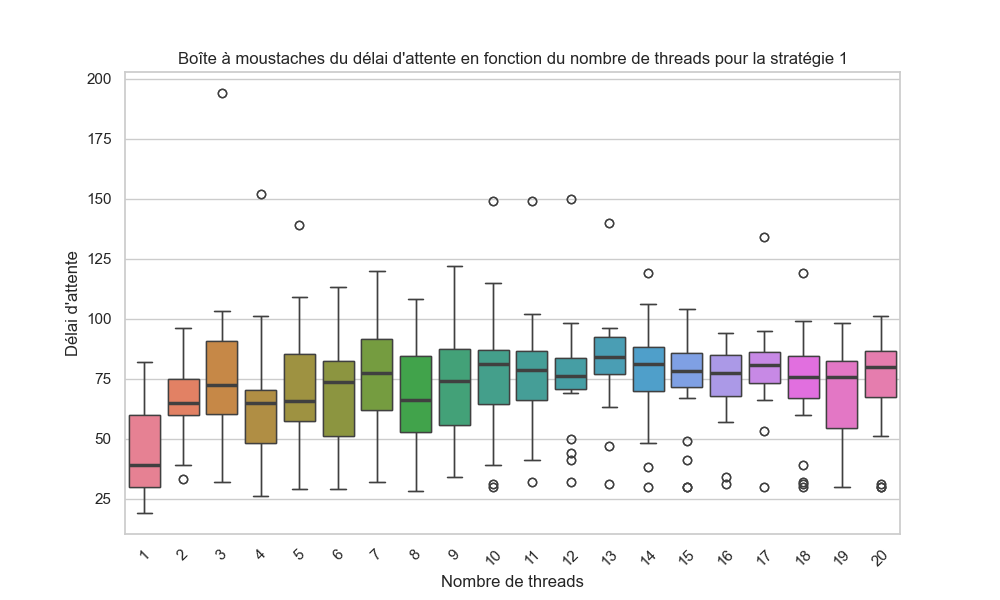 Boîte à moustaches du délai d'attente en fonction du nombre de threads pour la stratégie 1
200
175
150
125
100
75
50
25
Délai d'attente
1 2 3 4 5 6 7 8 9 10 11 12 13 14 15 16 17 18 19 20
Nombre de threads